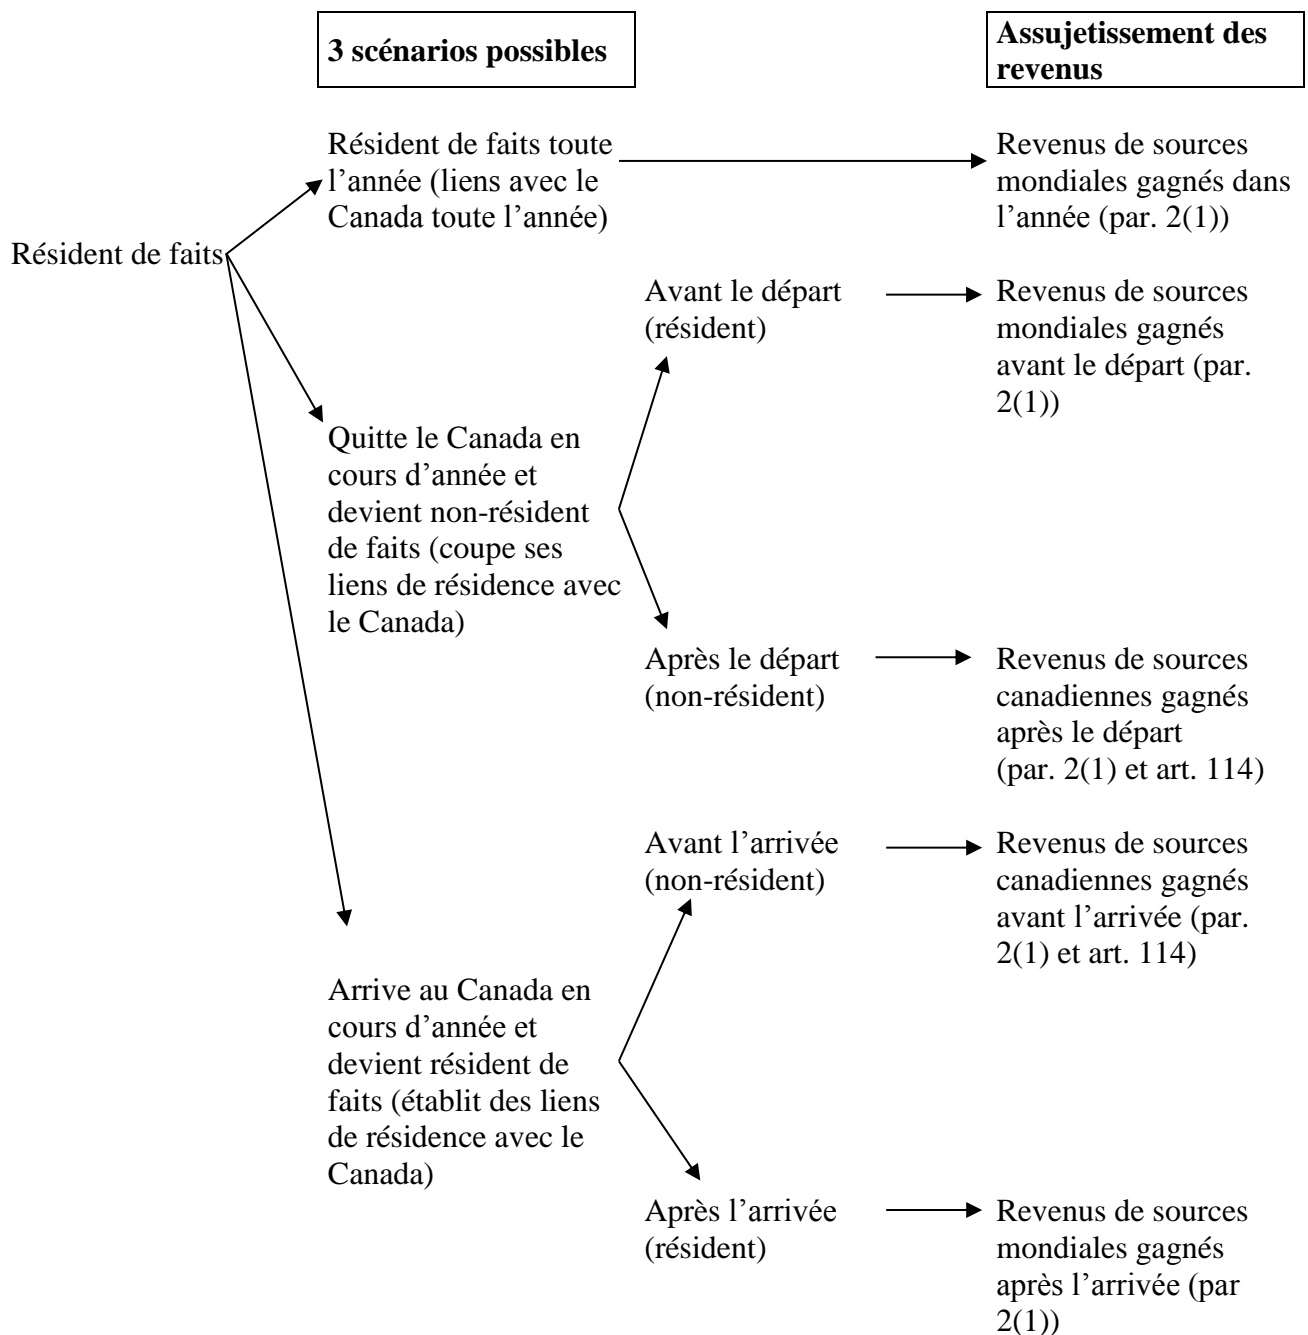 3 scénarios possibles
Assujetissement des
revenus
Résident de faits toute
l’année (liens avec le
Canada toute l’année)
Revenus de sources
mondiales gagnés dans
l’année (par. 2(1))
Résident de faits
Avant le départ
(résident)
Revenus de sources
mondiales gagnés
avant le départ (par.
2(1))
Quitte le Canada en
cours d’année et
devient non-résident
de faits (coupe ses
liens de résidence avec
le Canada)
Après le départ
(non-résident)
Revenus de sources
canadiennes gagnés
après le départ
(par. 2(1) et art. 114)
Avant l’arrivée
(non-résident)
Revenus de sources
canadiennes gagnés
avant l’arrivée (par.
2(1) et art. 114)
Arrive au Canada en
cours d’année et
devient résident de
faits (établit des liens
de résidence avec le
Canada)
Après l’arrivée
(résident)
Revenus de sources
mondiales gagnés
après l’arrivée (par
2(1))